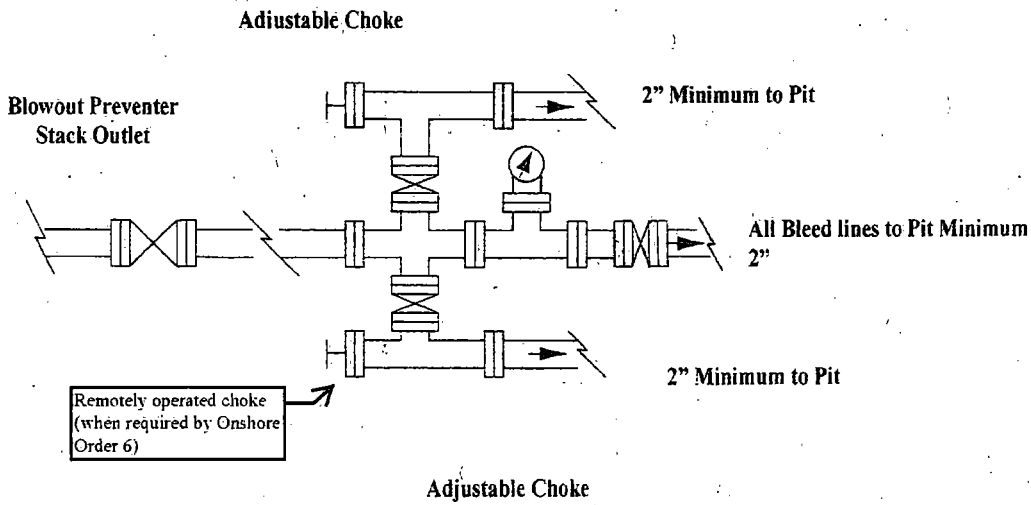 Adiustable Choke
Blowout Preventer
Stack Outlet
2” Minimum to Pit
All Bleed lines to Pit Minimum
2”
2” Minimum to Pit
Remotely operated choke
(when required by Onshore
Order 6)
Adjustable Choke